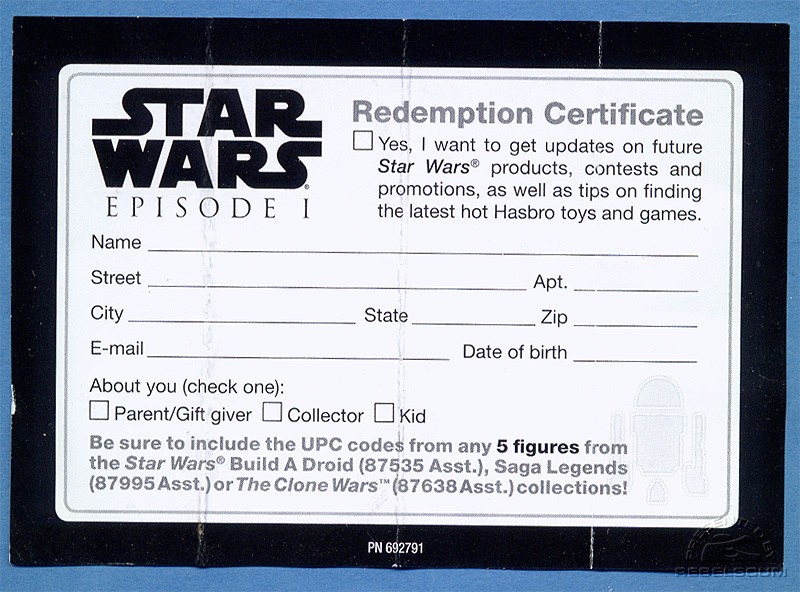 STAR WARS®
EPISODE I
Redemption Certificate
Yes, I want to get updates on future
Star Wars® products, contests and
promotions, as well as tips on finding
the latest hot Hasbro toys and games.
Name
Street Apt.
City State Zip
E-mail Date of birth
About you (check one):
Parent/Gift giver Collector Kid
Be sure to include the UPC codes from any 5 figures from
the Star Wars® Build A Droid (87535 Asst.), Saga Legends
(87995 Asst.) or The Clone Wars™ (87638 Asst.) collections!
PN 692791
REBELSCUM